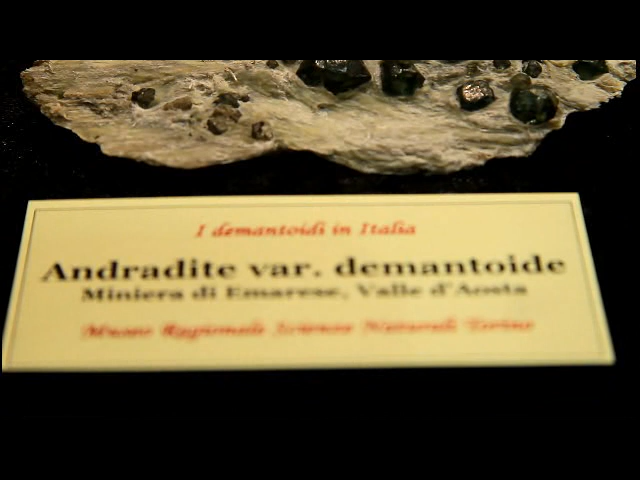 I demantoidi in Italia
Andradite var. demantoide
Miniera di Emarese, Valle d'Aosta
Museo Regionale Scienze Naturali Torino